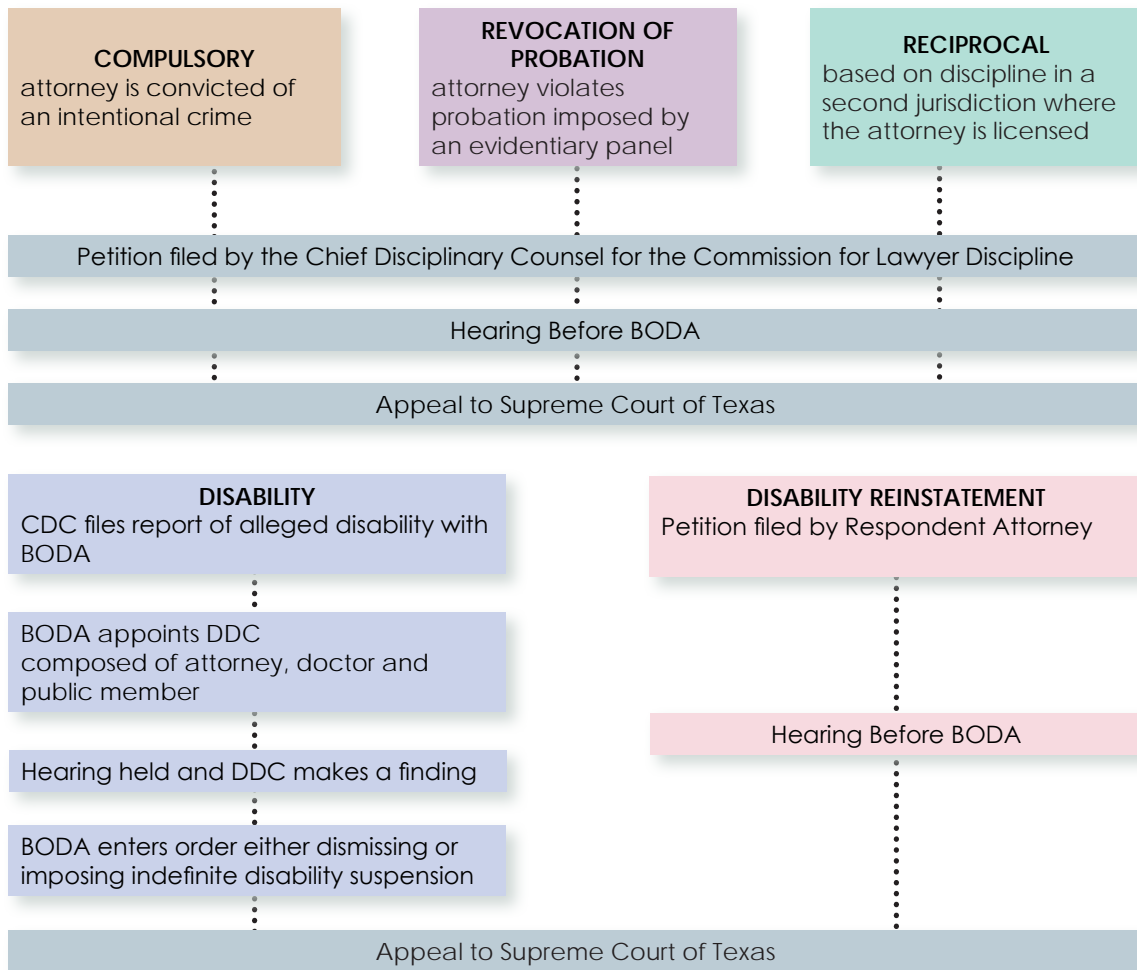 COMPULSORY
attorney is convicted of
an intentional crime
REVOCATION OF
PROBATION
attorney violates
probation imposed by
an evidentiary panel
RECIPROCAL
based on discipline in a
second jurisdiction where
the attorney is licensed
Petition filed by the Chief Disciplinary Counsel for the Commission for Lawyer Discipline
Hearing Before BODA
Appeal to Supreme Court of Texas
DISABILITY
CDC files report of alleged disability with
BODA
BODA appoints DDC
composed of attorney, doctor and
public member
Hearing held and DDC makes a finding
BODA enters order either dismissing or
imposing indefinite disability suspension
DISABILITY REINSTATEMENT
Petition filed by Respondent Attorney
Hearing Before BODA
Appeal to Supreme Court of Texas